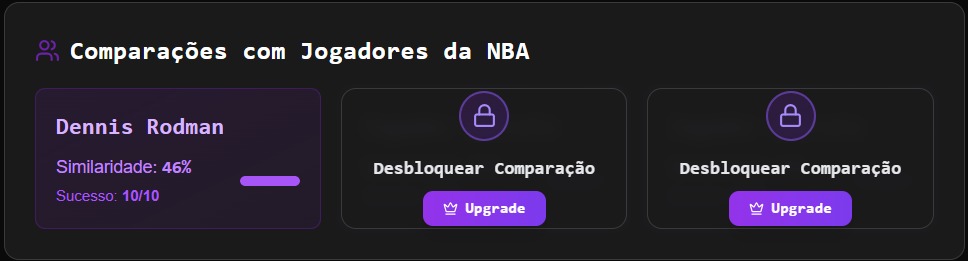 Comparações com Jogadores da NBA
Dennis Rodman
Similaridade: 46%
Sucesso: 10/10
Desbloquear Comparação
Upgrade
Desbloquear Comparação
Upgrade